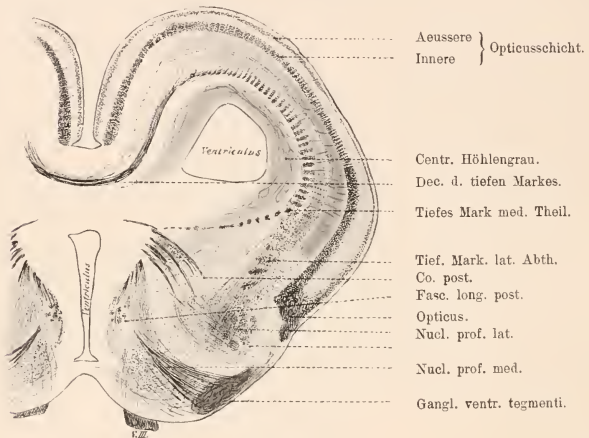 Aeussere } Opticusschicht.
Innere
Ventriculus
Centr. Höhlengrau.
Dec. d. tiefen Markes.
Tiefes Mark med. Theil.
Tief. Mark. lat. Abth.
Co. post.
Fasc. long. post.
Ventriculus
Opticus.
Nucl. prof. lat.
Nucl. prof. med.
Gangl. ventr. tegmenti.
V.III.